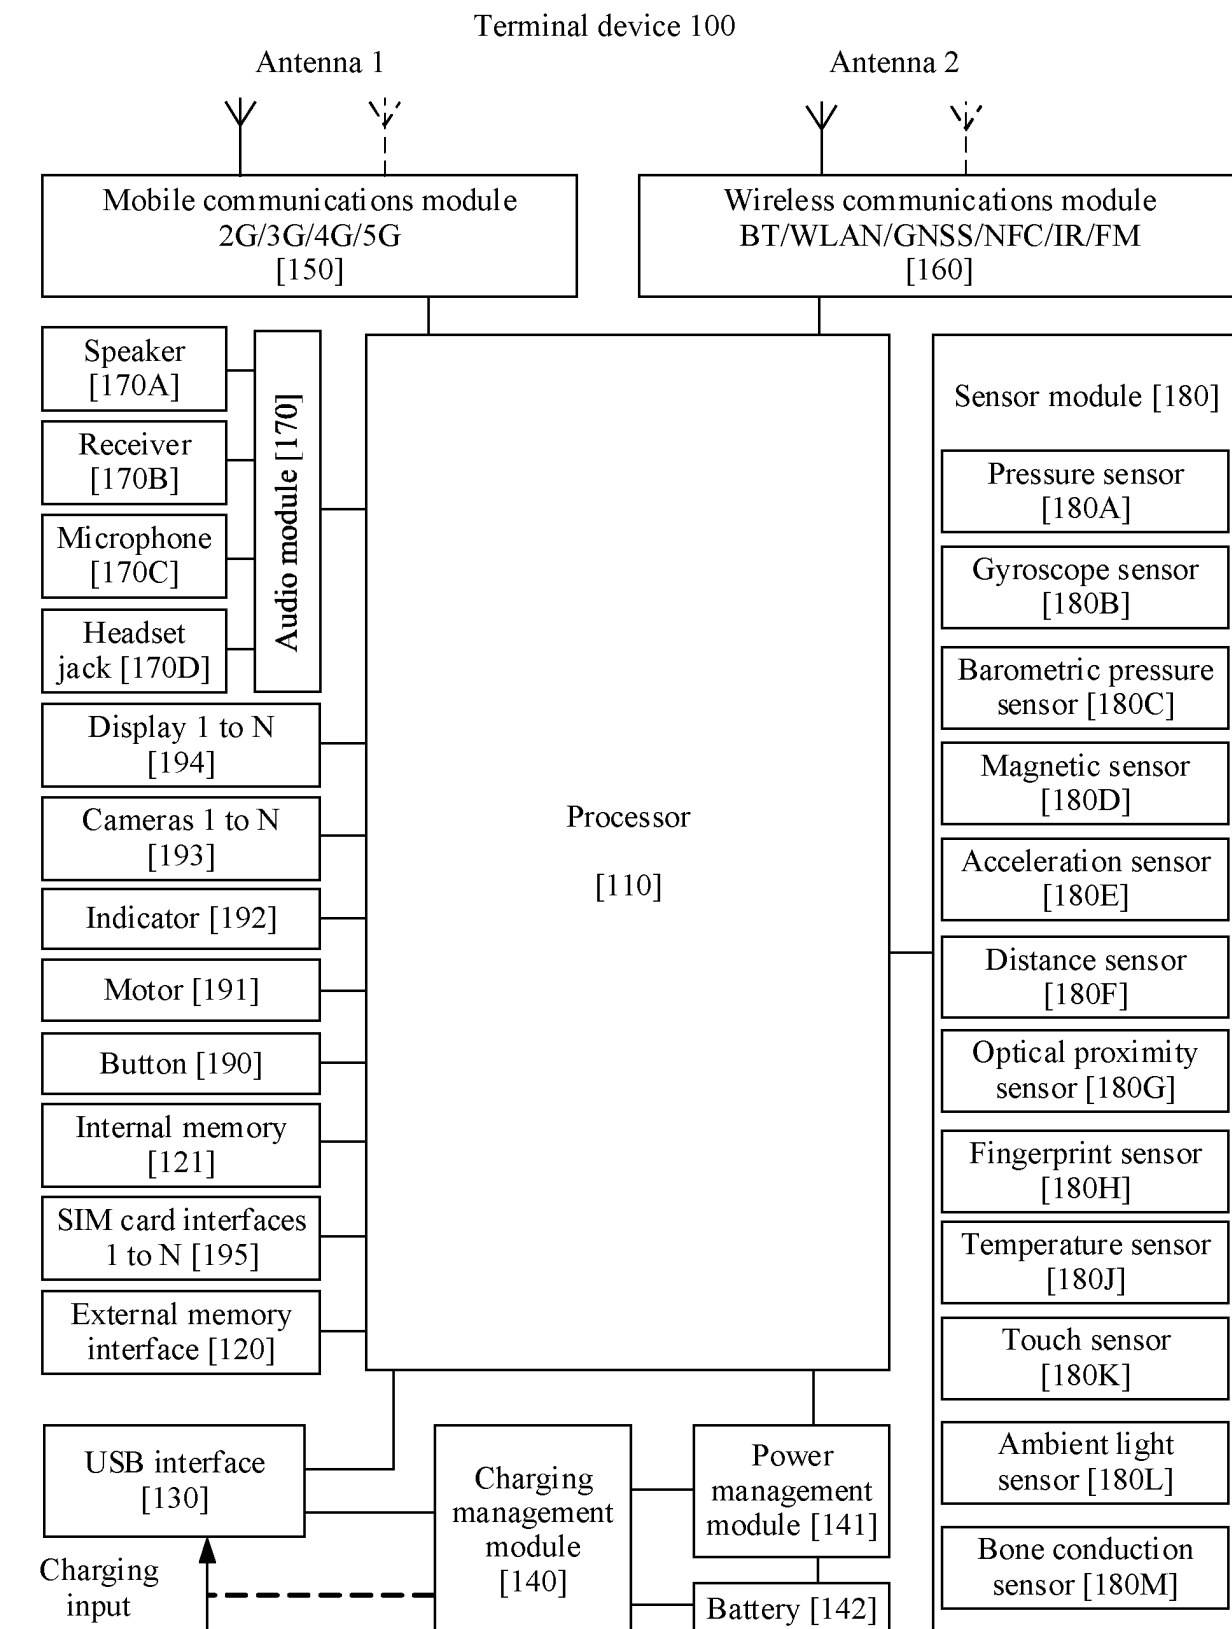 Terminal device 100
Antenna 1
Antenna 2
Mobile communications module
2G/3G/4G/5G
[150]
Wireless communications module
BT/WLAN/GNSS/NFC/IR/FM
[160]
Speaker
[170A]
Receiver
[170B]
Microphone
[170C]
Headset
jack [170D]
Audio module [170]
Display 1 to N
[194]
Cameras 1 to N
[193]
Indicator [192]
Motor [191]
Button [190]
Internal memory
[121]
SIM card interfaces
1 to N [195]
External memory
interface [120]
Processor
[110]
Sensor module [180]
Pressure sensor
[180A]
Gyroscope sensor
[180B]
Barometric pressure
sensor [180C]
Magnetic sensor
[180D]
Acceleration sensor
[180E]
Distance sensor
[180F]
Optical proximity
sensor [180G]
Fingerprint sensor
[180H]
Temperature sensor
[180J]
Touch sensor
[180K]
Ambient light
sensor [180L]
Bone conduction
sensor [180M]
USB interface
[130]
Charging
input
Charging
management
module
[140]
Power
management
module [141]
Battery [142]